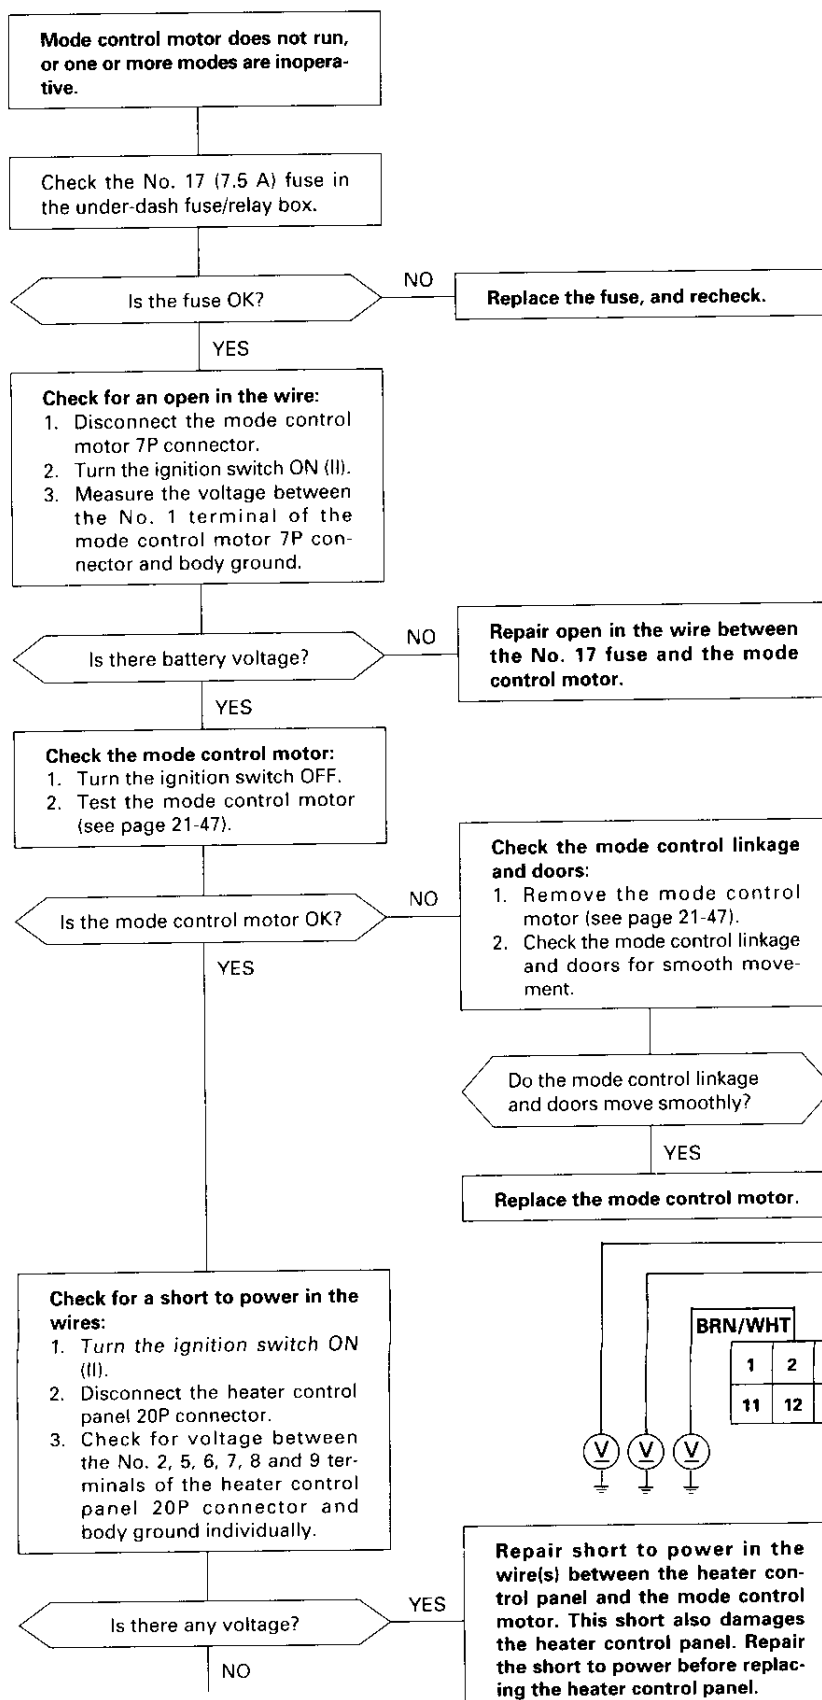 Mode control motor does not run,
or one or more modes are inopera-
tive.
Check the No. 17 (7.5 A) fuse in
the under-dash fuse/relay box.
Is the fuse OK?
NO
Replace the fuse, and recheck.
YES
Check for an open in the wire:
1. Disconnect the mode control
motor 7P connector.
2. Turn the ignition switch ON (II).
3. Measure the voltage between
the No. 1 terminal of the
mode control motor 7P con-
nector and body ground.
Is there battery voltage?
NO
Repair open in the wire between
the No. 17 fuse and the mode
control motor.
YES
Check the mode control motor:
1. Turn the ignition switch OFF.
2. Test the mode control motor
(see page 21-47).
Is the mode control motor OK?
NO
Check the mode control linkage
and doors:
1. Remove the mode control
motor (see page 21-47).
2. Check the mode control linkage
and doors for smooth move-
ment.
YES
Do the mode control linkage
and doors move smoothly?
YES
Replace the mode control motor.
Check for a short to power in the
wires:
1. Turn the ignition switch ON
(II).
2. Disconnect the heater control
panel 20P connector.
3. Check for voltage between
the No. 2, 5, 6, 7, 8 and 9 ter-
minals of the heater control
panel 20P connector and
body ground individually.
BRN/WHT
1 2
11 12
V V V
Is there any voltage?
YES
Repair short to power in the
wire(s) between the heater con-
trol panel and the mode control
motor. This short also damages
the heater control panel. Repair
the short to power before replac-
ing the heater control panel.
NO